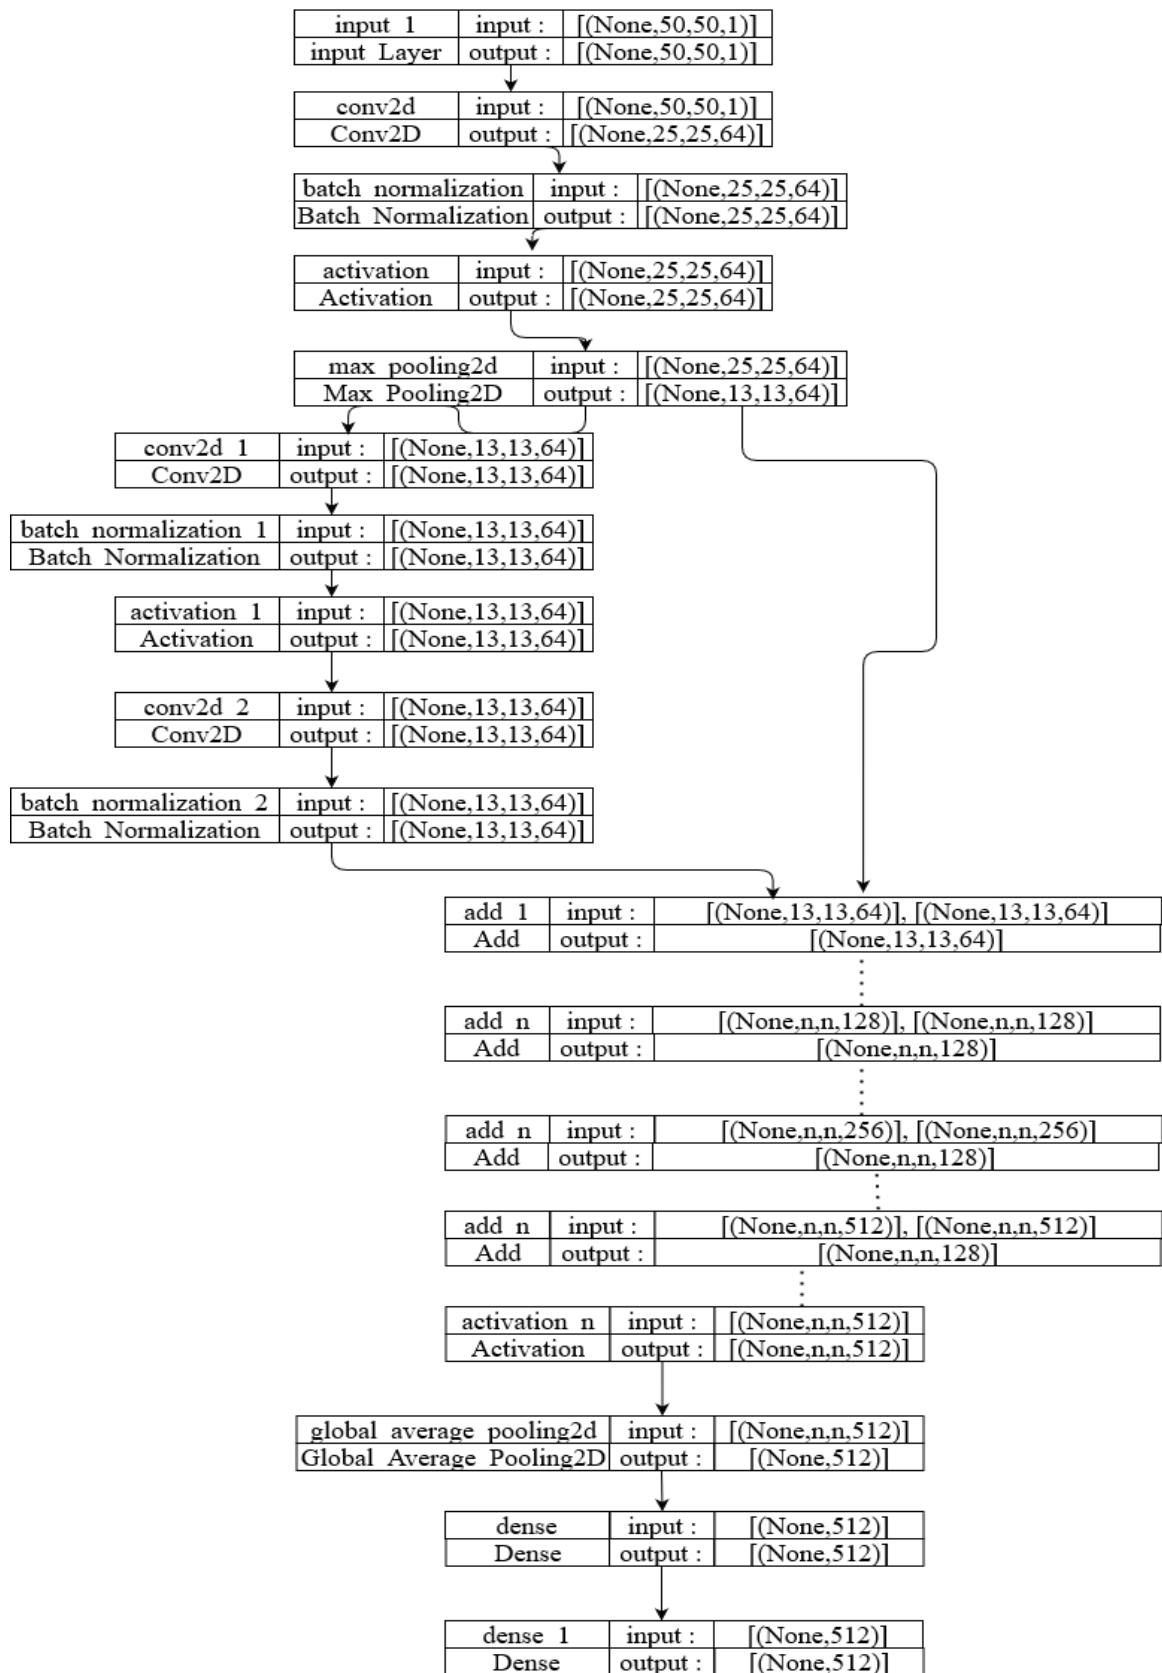 input 1 input : [(None,50,50,1)]
input Layer output : [(None,50,50,1)]
conv2d input : [(None,50,50,1)]
Conv2D output : [(None,25,25,64)]
batch normalization input : [(None,25,25,64)]
Batch Normalization output : [(None,25,25,64)]
activation input : [(None,25,25,64)]
Activation output : [(None,25,25,64)]
max pooling2d input : [(None,25,25,64)]
Max Pooling2D output : [(None,13,13,64)]
conv2d 1 input : [(None,13,13,64)]
Conv2D output : [(None,13,13,64)]
batch normalization 1 input : [(None,13,13,64)]
Batch Normalization output : [(None,13,13,64)]
activation 1 input : [(None,13,13,64)]
Activation output : [(None,13,13,64)]
conv2d 2 input : [(None,13,13,64)]
Conv2D output : [(None,13,13,64)]
batch normalization 2 input : [(None,13,13,64)]
Batch Normalization output : [(None,13,13,64)]
add 1 input : [(None,13,13,64)], [(None,13,13,64)]
Add output : [(None,13,13,64)]
add n input : [(None,n,n,128)], [(None,n,n,128)]
Add output : [(None,n,n,128)]
add n input : [(None,n,n,256)], [(None,n,n,256)]
Add output : [(None,n,n,128)]
add n input : [(None,n,n,512)], [(None,n,n,512)]
Add output : [(None,n,n,128)]
activation n input : [(None,n,n,512)]
Activation output : [(None,n,n,512)]
global average pooling2d input : [(None,n,n,512)]
Global Average Pooling2D output : [(None,512)]
dense input : [(None,512)]
Dense output : [(None,512)]
dense 1 input : [(None,512)]
Dense output : [(None,512)]